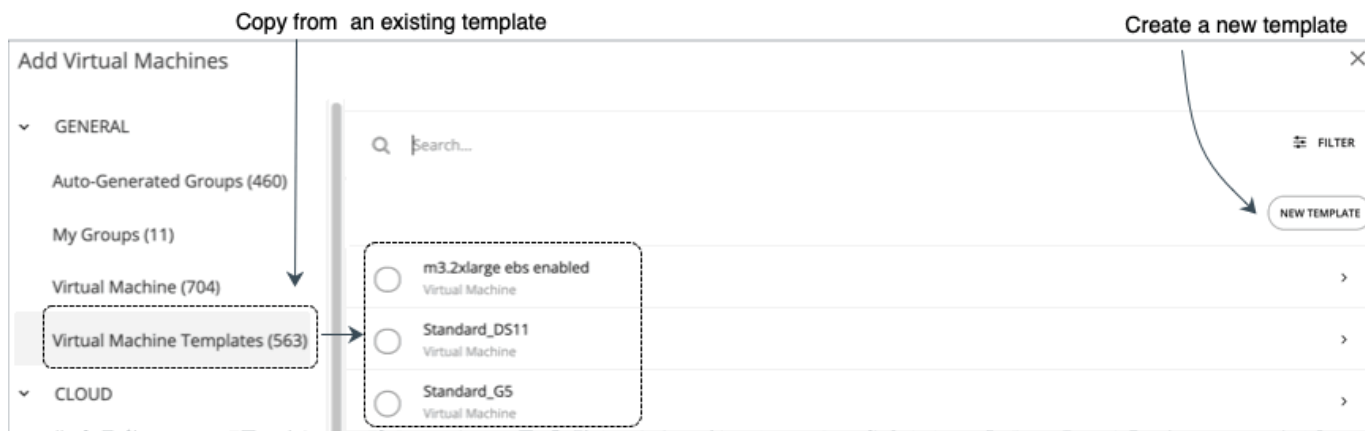 Copy from an existing template
Create a new template
Add Virtual Machines
GENERAL
Search...
FILTER
Auto-Generated Groups (460)
NEW TEMPLATE
My Groups (11)
m3.2xlarge ebs enabled
Virtual Machine
Virtual Machine (704)
Standard_DS11
Virtual Machine
Virtual Machine Templates (563)
Standard_G5
Virtual Machine
CLOUD